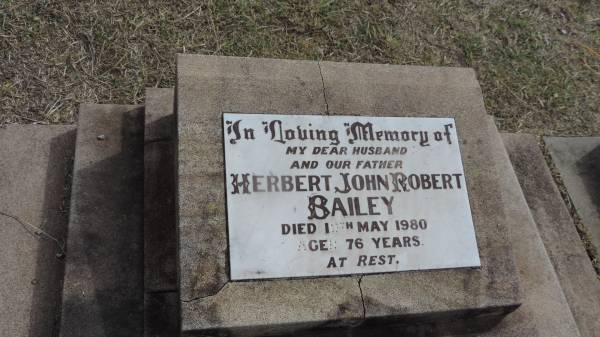 In Loving Memory of
MY DEAR HUSBAND
AND OUR FATHER
HERBERT JOHN ROBERT
BAILEY
DIED MAY 1980
AGED 76 YEARS.
AT REST.